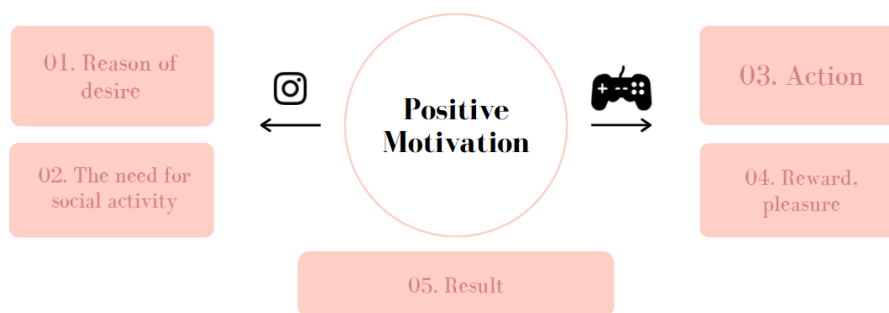 01. Reason of
desire
02. The need for
social activity
Positive
Motivation
03. Action
04. Reward,
pleasure
05. Result